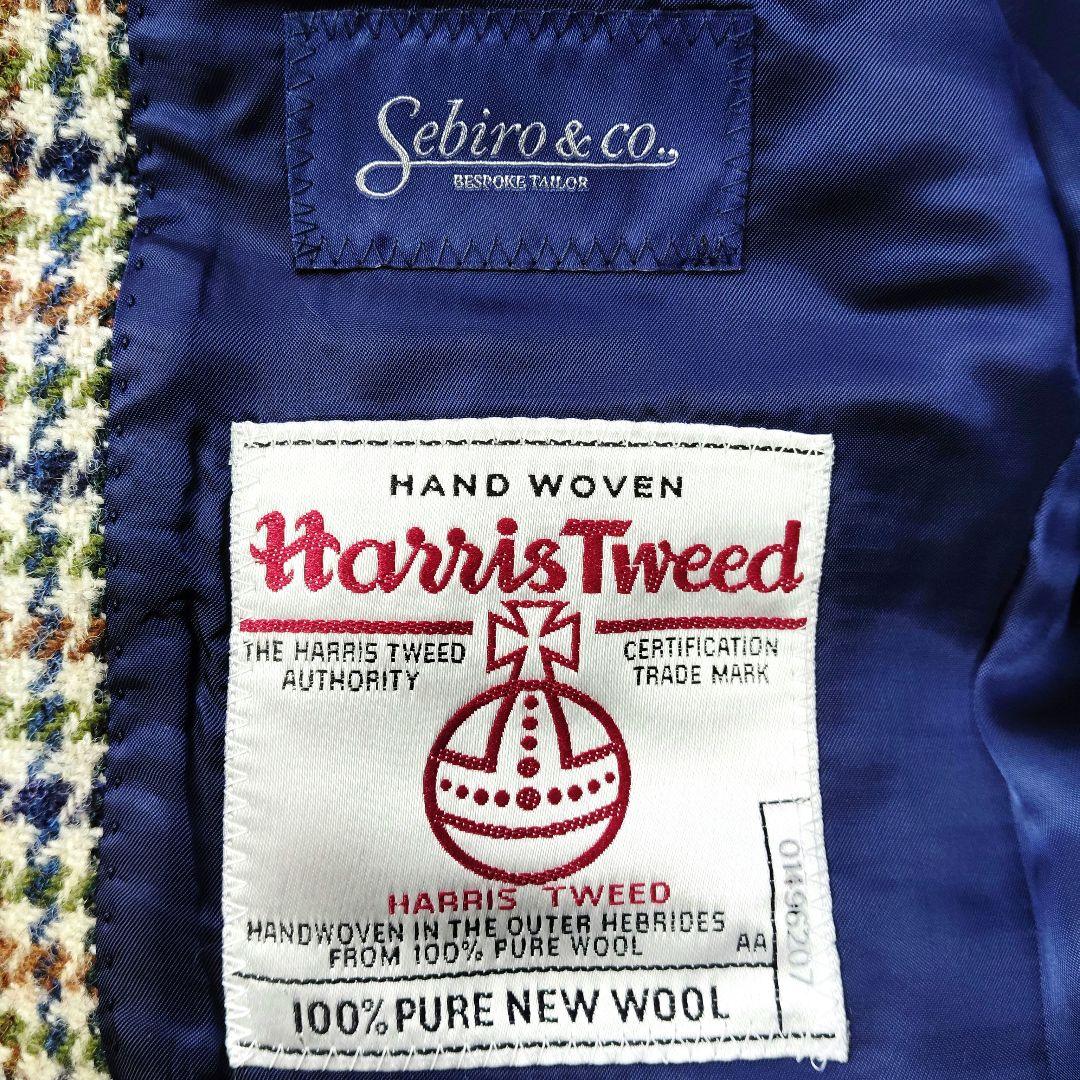 Sebiro & co.,
BESPOKE TAILOR
HAND WOVEN
Harris Tweed
THE HARRIS TWEED
AUTHORITY
CERTIFICATION
TRADE MARK
HARRIS TWEED
HANDWOVEN IN THE OUTER HEBRIDES
FROM 100% PURE WOOL
AA
100% PURE NEW WOOL